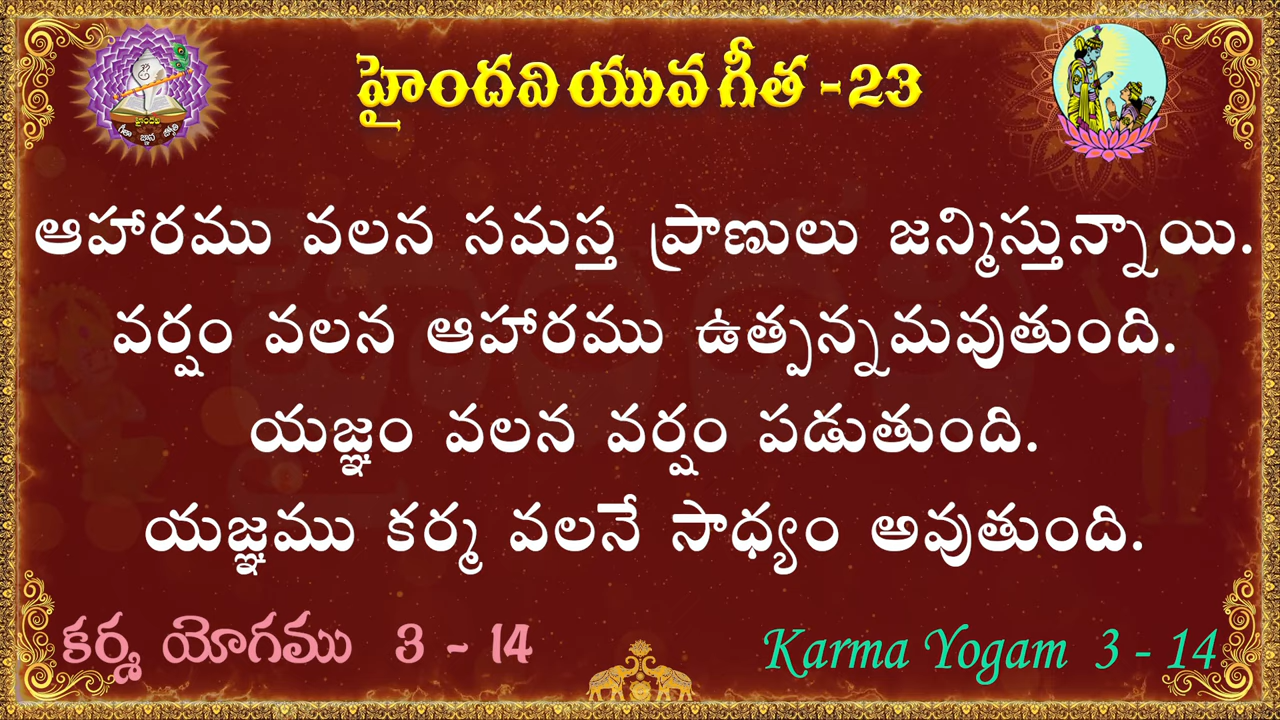 హైందవి యువ గీత - 23
హైందవి
గీతా జ్ఞాన జ్యోతి
ఆహారము వలన సమస్త ప్రాణులు జన్మిస్తున్నాయి.
వర్షం వలన ఆహారము ఉత్పన్నమవుతుంది.
యజ్ఞం వలన వర్షం పడుతుంది.
యజ్ఞము కర్మ వలనే సాధ్యం అవుతుంది.
కర్మ యోగము 3 - 14
Karma Yogam 3 - 14